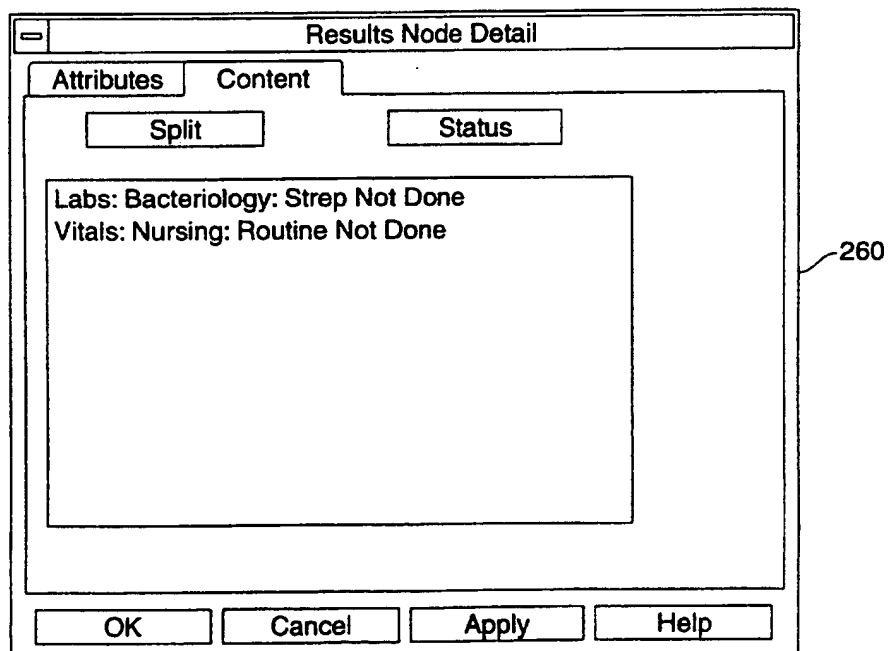 Results Node Detail
Attributes Content
Split Status
Labs: Bacteriology: Strep Not Done
Vitals: Nursing: Routine Not Done
260
OK Cancel Apply Help